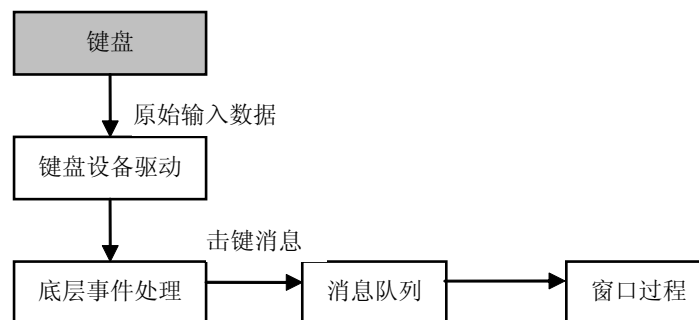 键盘
原始输入数据
键盘设备驱动
击键消息
底层事件处理
消息队列
窗口过程